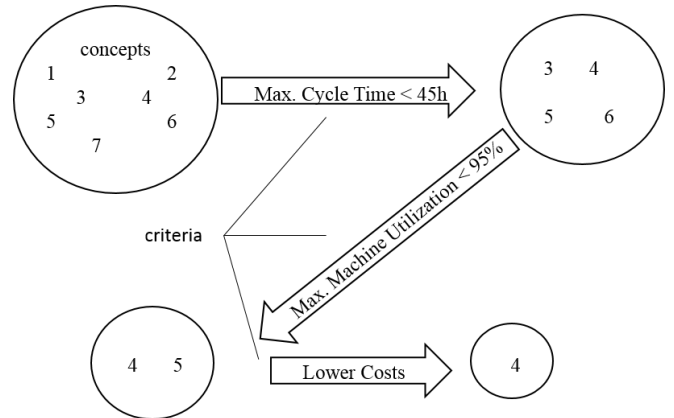 concepts
1 2
3 4
5 6
7
Max. Cycle Time < 45h
3 4
5 6
Max. Machine Utilization < 95%
criteria
4 5
Lower Costs
4